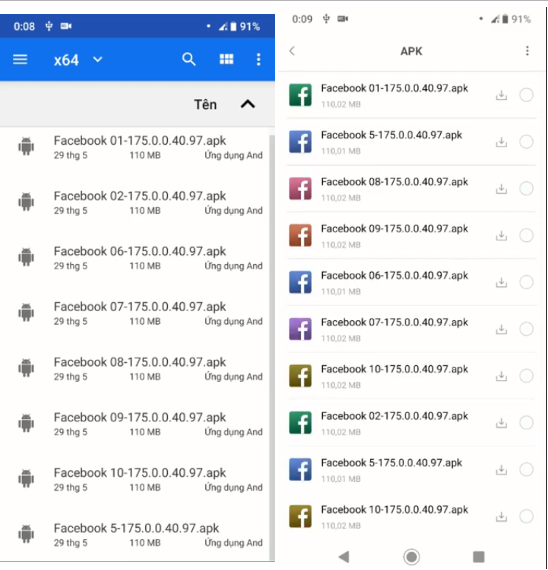 0:08
91%
x64
Tên
Facebook 01-175.0.0.40.97.apk
29 thg 5 110 MB Ứng dụng And
Facebook 02-175.0.0.40.97.apk
29 thg 5 110 MB Ứng dụng And
Facebook 06-175.0.0.40.97.apk
29 thg 5 110 MB Ứng dụng And
Facebook 07-175.0.0.40.97.apk
29 thg 5 110 MB Ứng dụng And
Facebook 08-175.0.0.40.97.apk
29 thg 5 110 MB Ứng dụng And
Facebook 09-175.0.0.40.97.apk
29 thg 5 110 MB Ứng dụng And
Facebook 10-175.0.0.40.97.apk
29 thg 5 110 MB Ứng dụng And
Facebook 5-175.0.0.40.97.apk
29 thg 5 110 MB Ứng dụng And
0:09
91%
APK
Facebook 01-175.0.0.40.97.apk
110,02 MB
Facebook 5-175.0.0.40.97.apk
110,01 MB
Facebook 08-175.0.0.40.97.apk
110,02 MB
Facebook 09-175.0.0.40.97.apk
110,02 MB
Facebook 06-175.0.0.40.97.apk
110,01 MB
Facebook 07-175.0.0.40.97.apk
110,02 MB
Facebook 10-175.0.0.40.97.apk
110,02 MB
Facebook 02-175.0.0.40.97.apk
110,02 MB
Facebook 5-175.0.0.40.97.apk
110,01 MB
Facebook 10-175.0.0.40.97.apk
110,02 MB